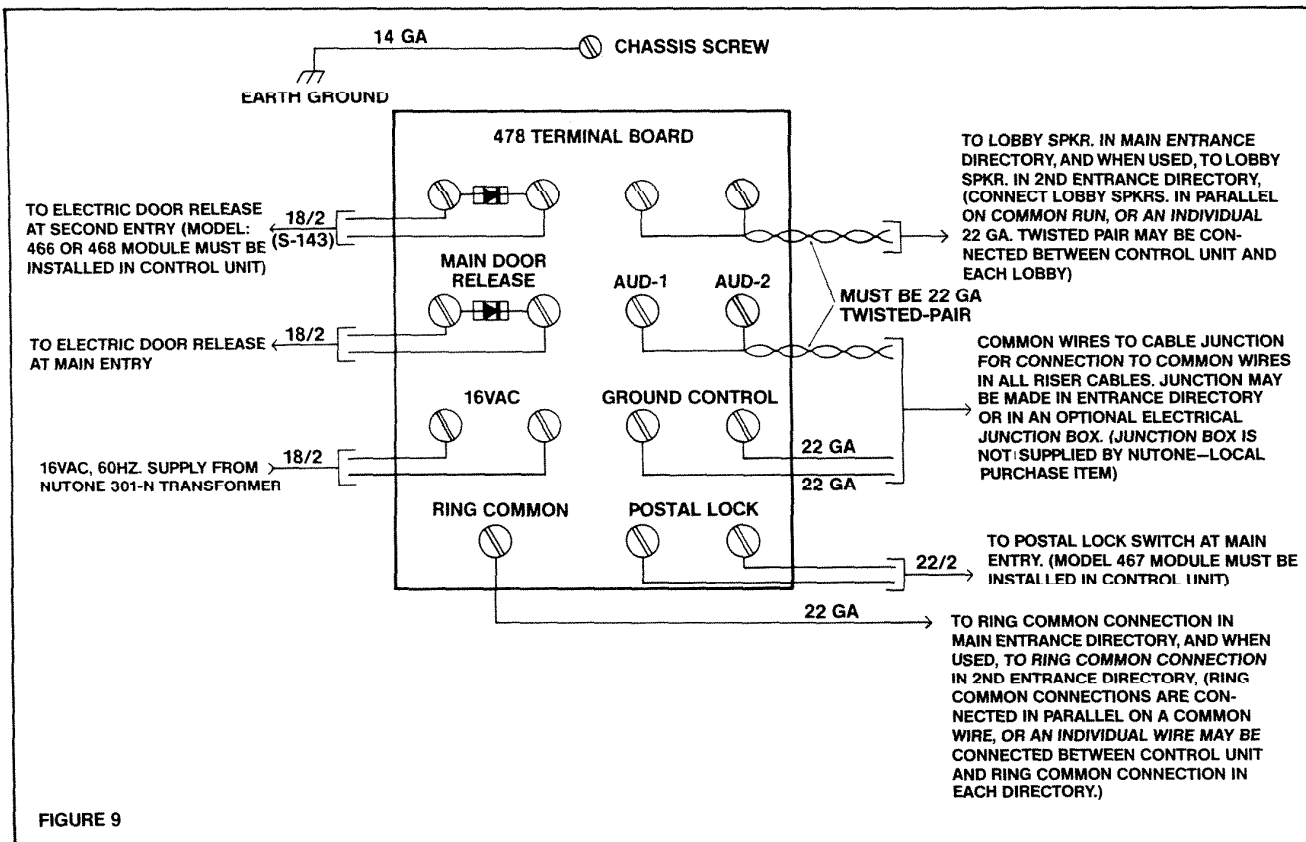 14 GA
CHASSIS SCREW
EARTH GROUND
478 TERMINAL BOARD
TO ELECTRIC DOOR RELEASE
AT SECOND ENTRY (MODEL:
466 OR 468 MODULE MUST BE
INSTALLED IN CONTROL UNIT)
18/2
(S-143)
TO LOBBY SPKR. IN MAIN ENTRANCE
DIRECTORY, AND WHEN USED, TO LOBBY
SPKR. IN 2ND ENTRANCE DIRECTORY,
(CONNECT LOBBY SPKRS. IN PARALLEL
ON COMMON RUN, OR AN INDIVIDUAL
22 GA. TWISTED PAIR MAY BE CON-
NECTED BETWEEN CONTROL UNIT AND
EACH LOBBY)
MAIN DOOR
RELEASE
AUD-1
AUD-2
MUST BE 22 GA
TWISTED-PAIR
TO ELECTRIC DOOR RELEASE
AT MAIN ENTRY
18/2
COMMON WIRES TO CABLE JUNCTION
FOR CONNECTION TO COMMON WIRES
IN ALL RISER CABLES. JUNCTION MAY
BE MADE IN ENTRANCE DIRECTORY
OR IN AN OPTIONAL ELECTRICAL
JUNCTION BOX. (JUNCTION BOX IS
NOT SUPPLIED BY NUTONE—LOCAL
PURCHASE ITEM)
16VAC
GROUND CONTROL
22 GA
22 GA
16VAC, 60HZ. SUPPLY FROM
NUTONE 301-N TRANSFORMER
18/2
RING COMMON
POSTAL LOCK
22/2
TO POSTAL LOCK SWITCH AT MAIN
ENTRY. (MODEL 467 MODULE MUST BE
INSTALLED IN CONTROL UNIT)
22 GA
TO RING COMMON CONNECTION IN
MAIN ENTRANCE DIRECTORY, AND WHEN
USED, TO RING COMMON CONNECTION
IN 2ND ENTRANCE DIRECTORY, (RING
COMMON CONNECTIONS ARE CON-
NECTED IN PARALLEL ON A COMMON
WIRE, OR AN INDIVIDUAL WIRE MAY BE
CONNECTED BETWEEN CONTROL UNIT
AND RING COMMON CONNECTION IN
EACH DIRECTORY.)
FIGURE 9